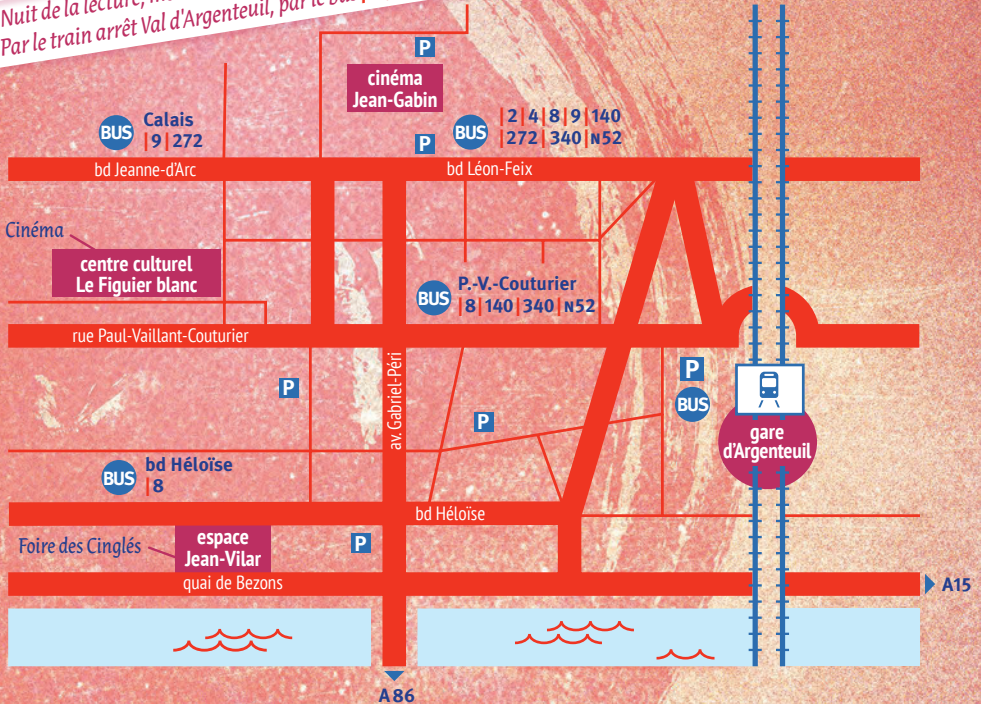 Nuit de la lecture,
Par le train arrêt Val d'Argenteuil, par le bus
P
cinéma
Jean-Gabin
BUS
Calais
|9|272
P
BUS
|2|4|8|9|140
|272|340|N52
bd Jeanne-d'Arc
bd Léon-Feix
Cinéma
centre culturel
Le Figuier blanc
BUS
P.-V.-Couturier
|8|140|340|N52
rue Paul-Vaillant-Couturier
av. Gabriel-Péri
P
P
P
BUS
gare
d'Argenteuil
BUS
bd Héloïse
|8
bd Héloïse
Foire des Cinglés
espace
Jean-Vilar
P
quai de Bezons
A15
A86